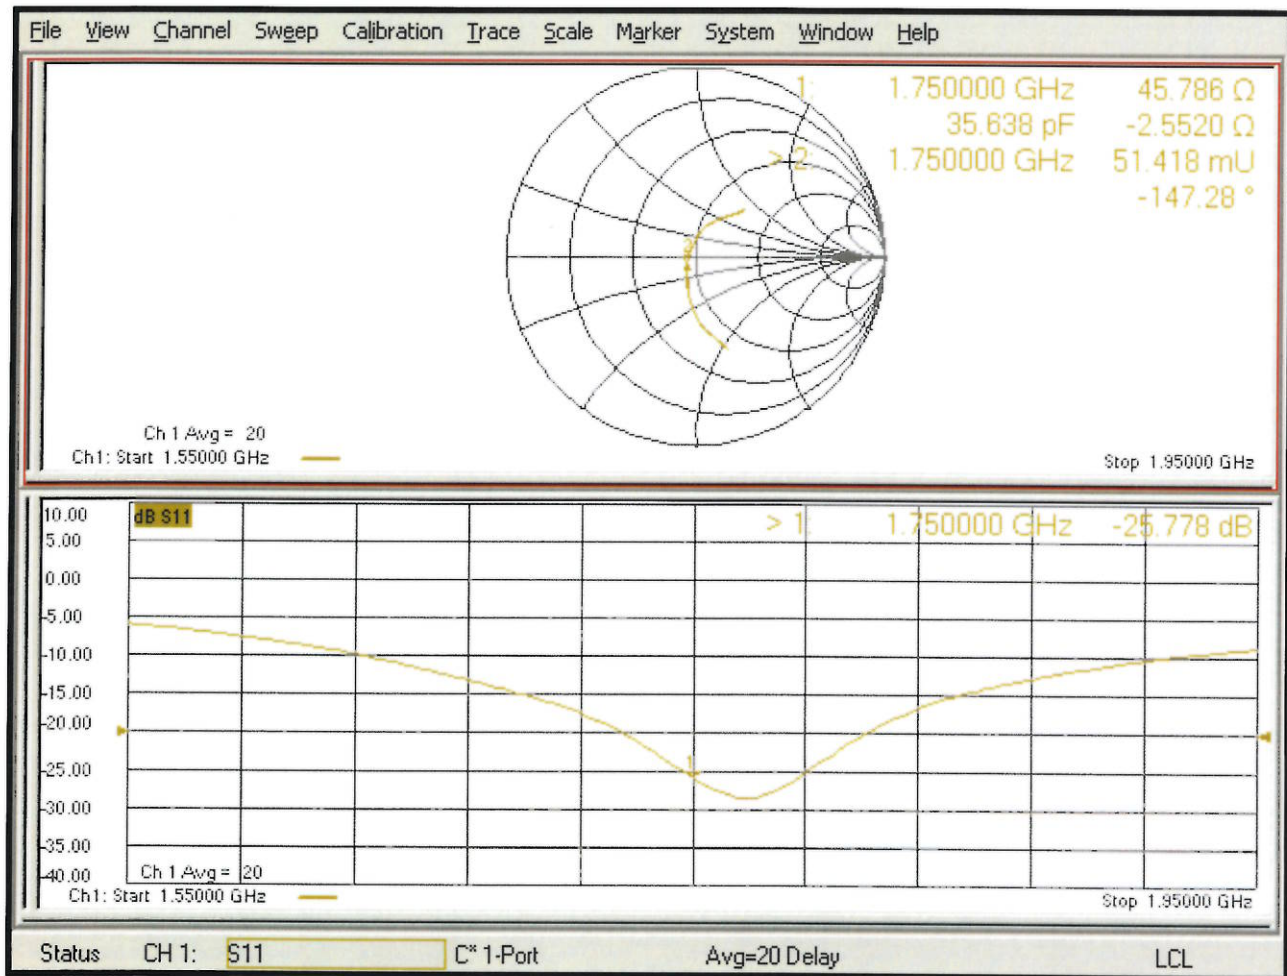 File View Channel Sweep Calibration Trace Scale Marker System Window Help
1: 1.750000 GHz 45.786 Ω
35.638 pF -2.5520 Ω
> 2: 1.750000 GHz 51.418 mU
-147.28 °
2
Ch 1 Avg = 20
Ch1: Start 1.55000 GHz
Stop 1.95000 GHz
10.00
dB S11
> 1: 1.750000 GHz -25.778 dB
5.00
0.00
-5.00
-10.00
-15.00
-20.00
1
-25.00
-30.00
-35.00
-40.00
Ch 1 Avg = 20
Ch1: Start 1.55000 GHz
Stop 1.95000 GHz
Status CH 1: S11 C* 1-Port Avg=20 Delay LCL